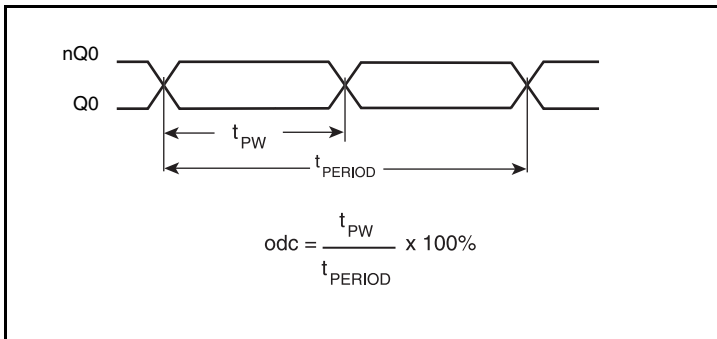 nQ0
Q0
tPW
tPERIOD
odc = tPW / tPERIOD x 100%